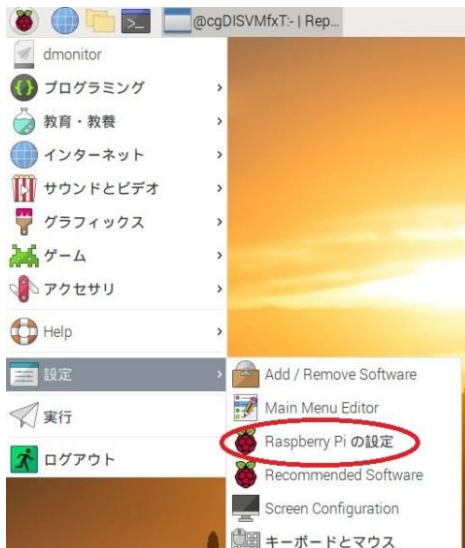 @cgDISVMfxT:~ | Rep...
dmonitor
プログラミング
教育・教養
インターネット
サウンドとビデオ
グラフィックス
ゲーム
アクセサリ
Help
設定
実行
ログアウト
Add / Remove Software
Main Menu Editor
Raspberry Pi の設定
Recommended Software
Screen Configuration
キーボードとマウス